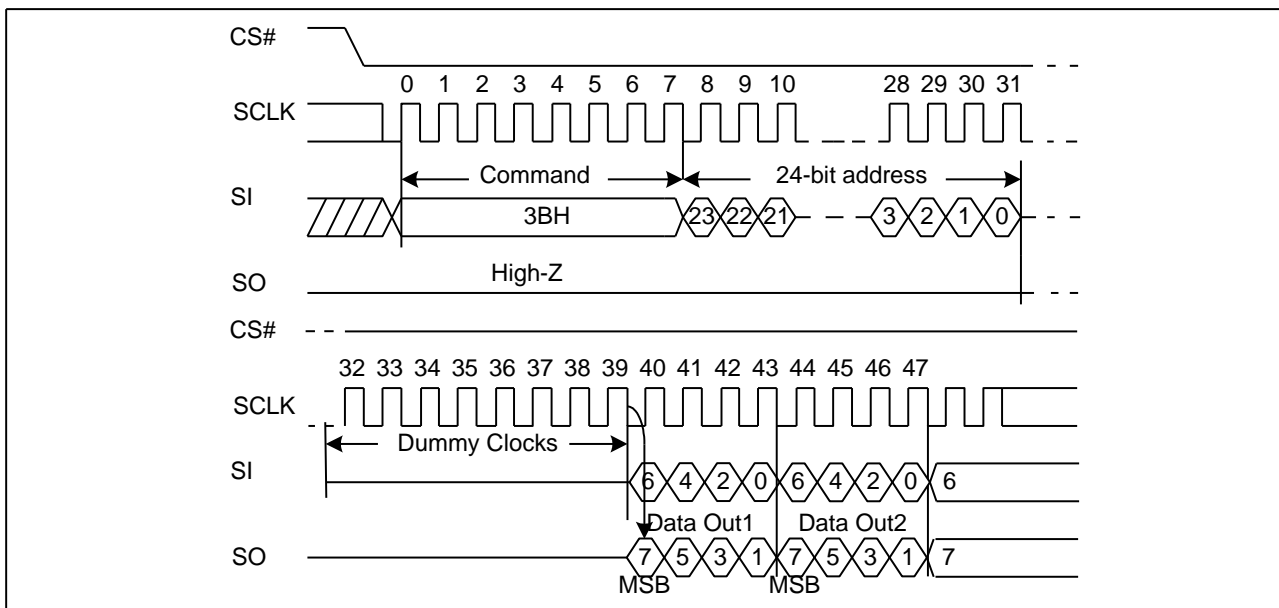 CS#
0 1 2 3 4 5 6 7 8 9 10 28 29 30 31
SCLK
Command 24-bit address
SI
3BH 23 22 21 3 2 1 0
High-Z
SO
CS#
32 33 34 35 36 37 38 39 40 41 42 43 44 45 46 47
SCLK
Dummy Clocks
SI
6 4 2 0 6 4 2 0 6
Data Out1 Data Out2
SO
7 5 3 1 7 5 3 1 7
MSB MSB